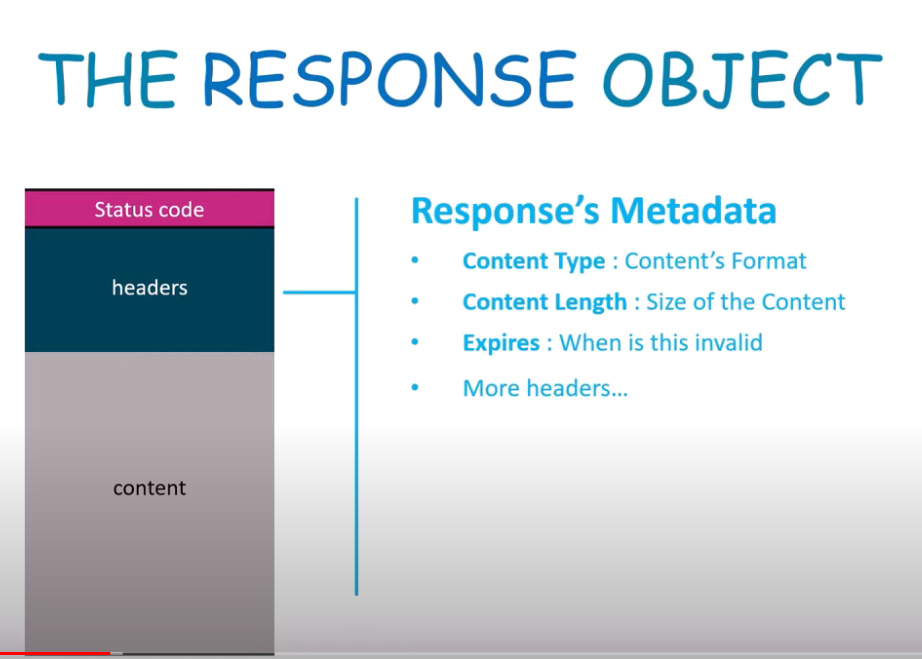 THE RESPONSE OBJECT
Status code
headers
content
Response’s Metadata
• Content Type : Content’s Format
• Content Length : Size of the Content
• Expires : When is this invalid
• More headers…